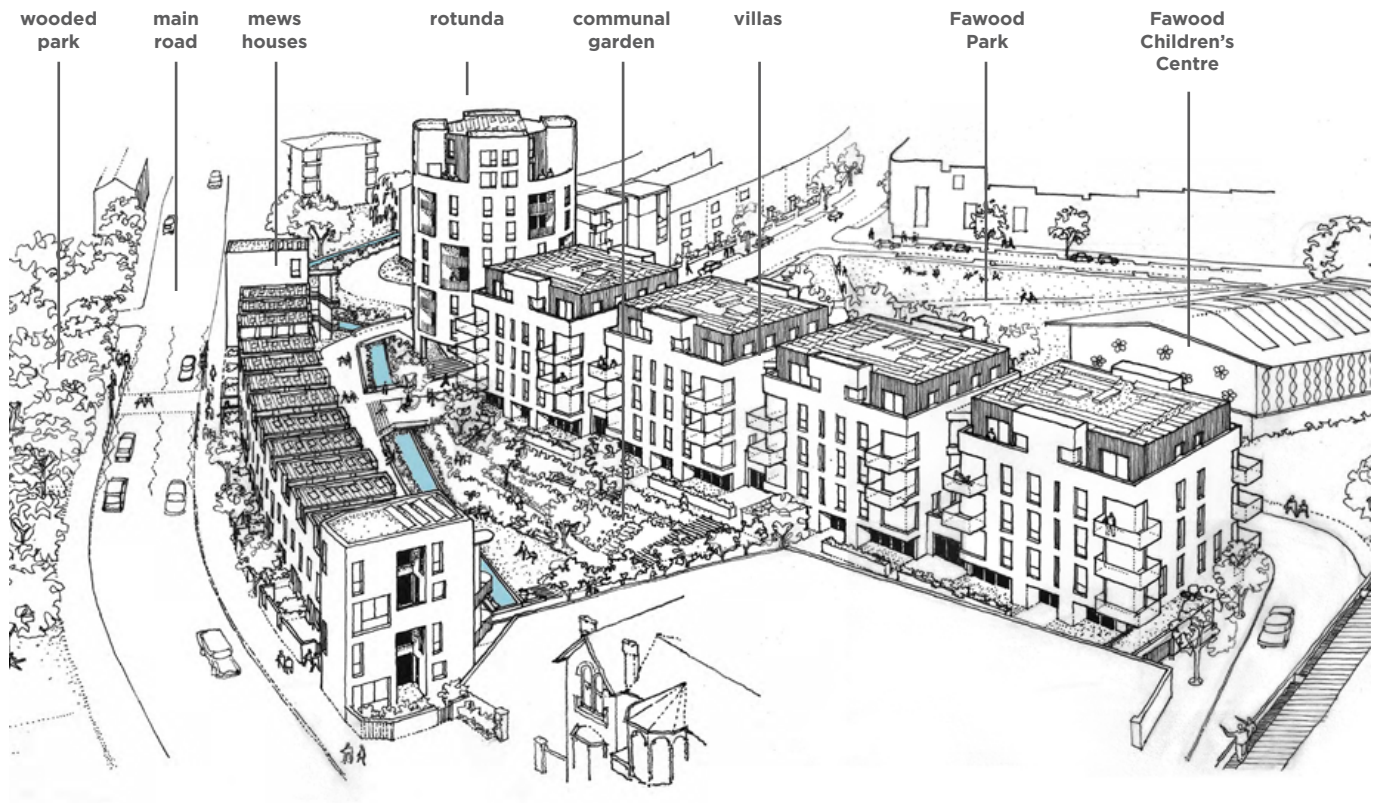 wooded
park
main
road
mews
houses
rotunda
communal
garden
villas
Fawood
Park
Fawood
Children's
Centre